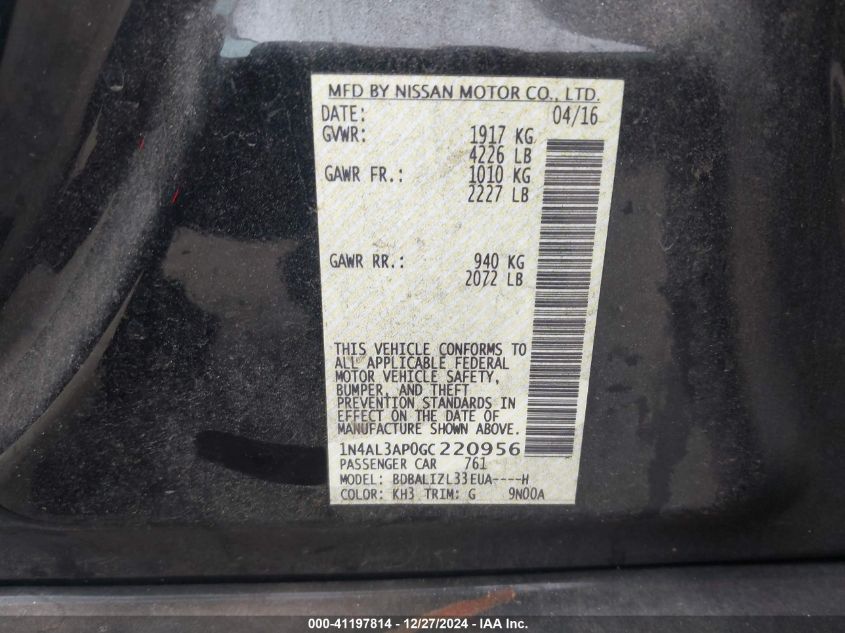 MFD BY NISSAN MOTOR CO., LTD.
DATE: 04/16
GVWR: 1917 KG
4226 LB
GAWR FR.: 1010 KG
2227 LB
GAWR RR.: 940 KG
2072 LB
THIS VEHICLE CONFORMS TO
ALL APPLICABLE FEDERAL
MOTOR VEHICLE SAFETY,
BUMPER, AND THEFT
PREVENTION STANDARDS IN
EFFECT ON THE DATE OF
MANUFACTURE SHOWN ABOVE.
1N4AL3AP0GC220956
PASSENGER CAR 761
MODEL: BDBALIZL33EUA----H
COLOR: KH3 TRIM: G 9N00A
000-41197814 - 12/27/2024 - IEAI, Inc.